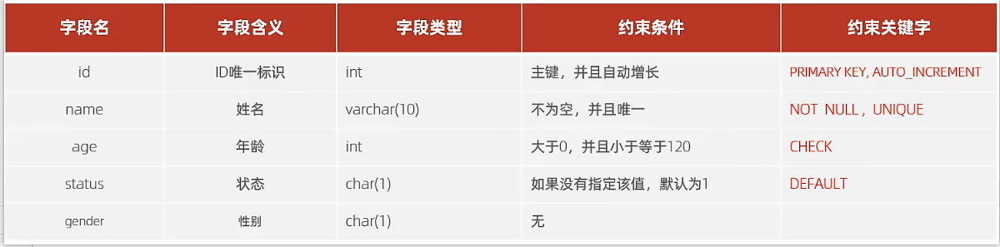 字段名 字段含义 字段类型 约束条件 约束关键字
id ID唯一标识 int 主键，并且自动增长 PRIMARY KEY, AUTO_INCREMENT
name 姓名 varchar(10) 不为空，并且唯一 NOT NULL , UNIQUE
age 年龄 int 大于0，并且小于等于120 CHECK
status 状态 char(1) 如果没有指定该值，默认为1 DEFAULT
gender 性别 char(1) 无